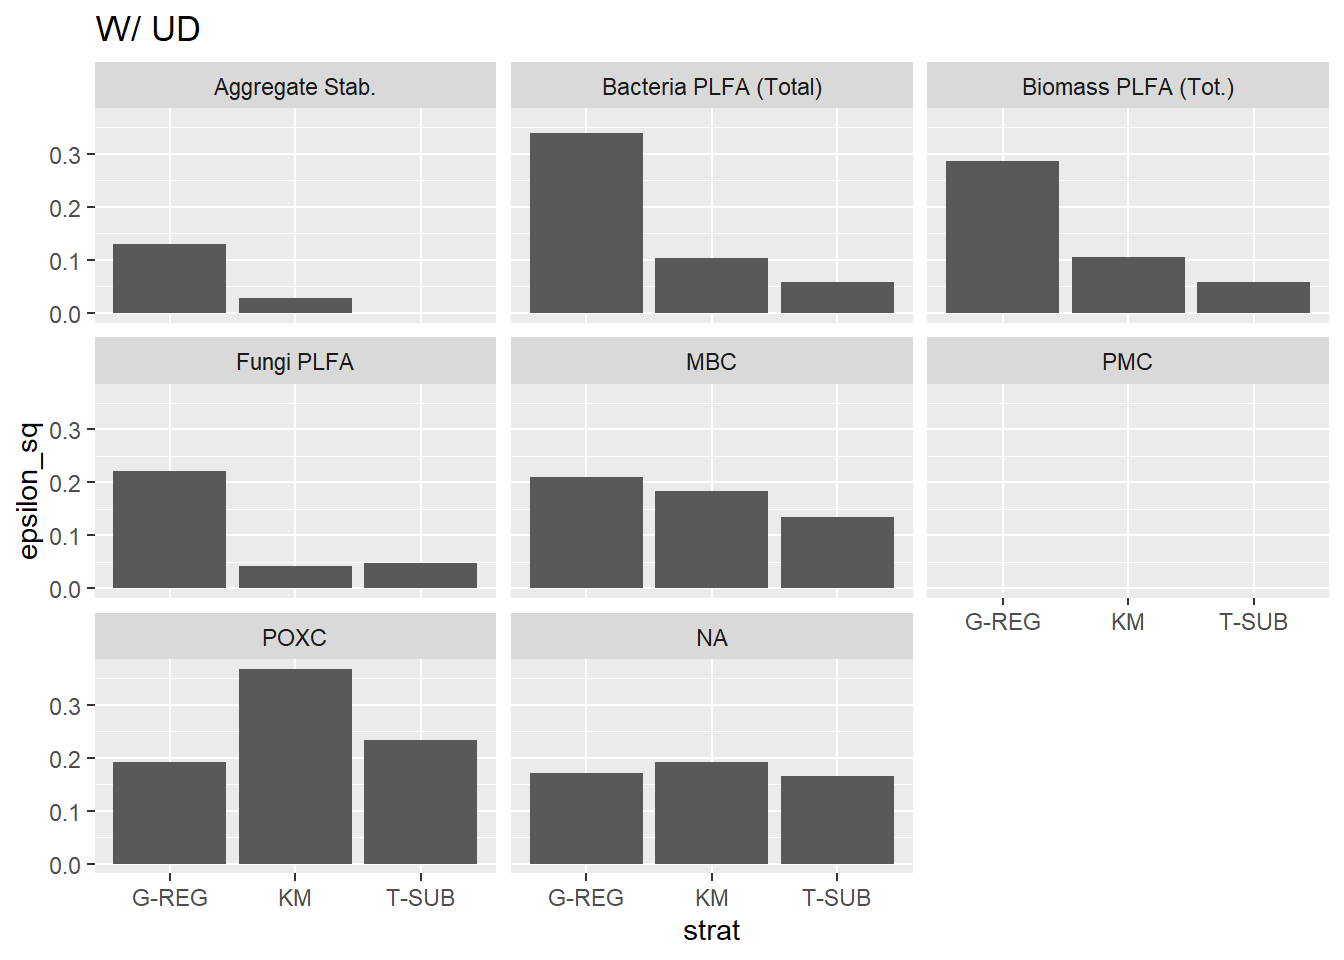 W/ UD
Aggregate Stab.
Bacteria PLFA (Total)
Biomass PLFA (Tot.)
0.3
0.2
0.1
0.0
Fungi PLFA
MBC
PMC
0.3
0.2
0.1
0.0
epsilon_sq
G-REG KM T-SUB
POXC
NA
0.3
0.2
0.1
0.0
G-REG KM T-SUB
G-REG KM T-SUB
strat